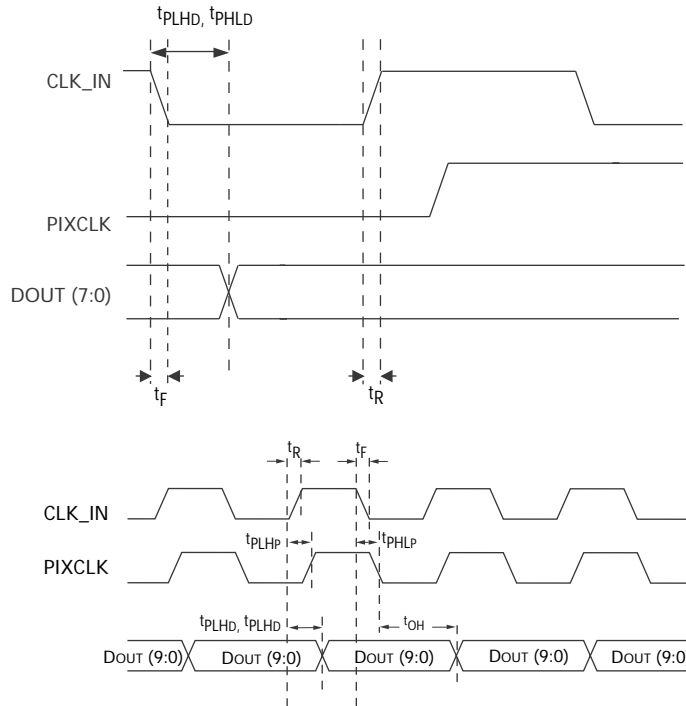 tPLHD, tPHLD
CLK_IN
PIXCLK
DOUT (7:0)
tF
tR
tR
tF
CLK_IN
tPLHP
tPHLP
PIXCLK
tPLHD, tPLHD
tOH
DOUT (9:0)
DOUT (9:0)
DOUT (9:0)
DOUT (9:0)
DOUT (9:0